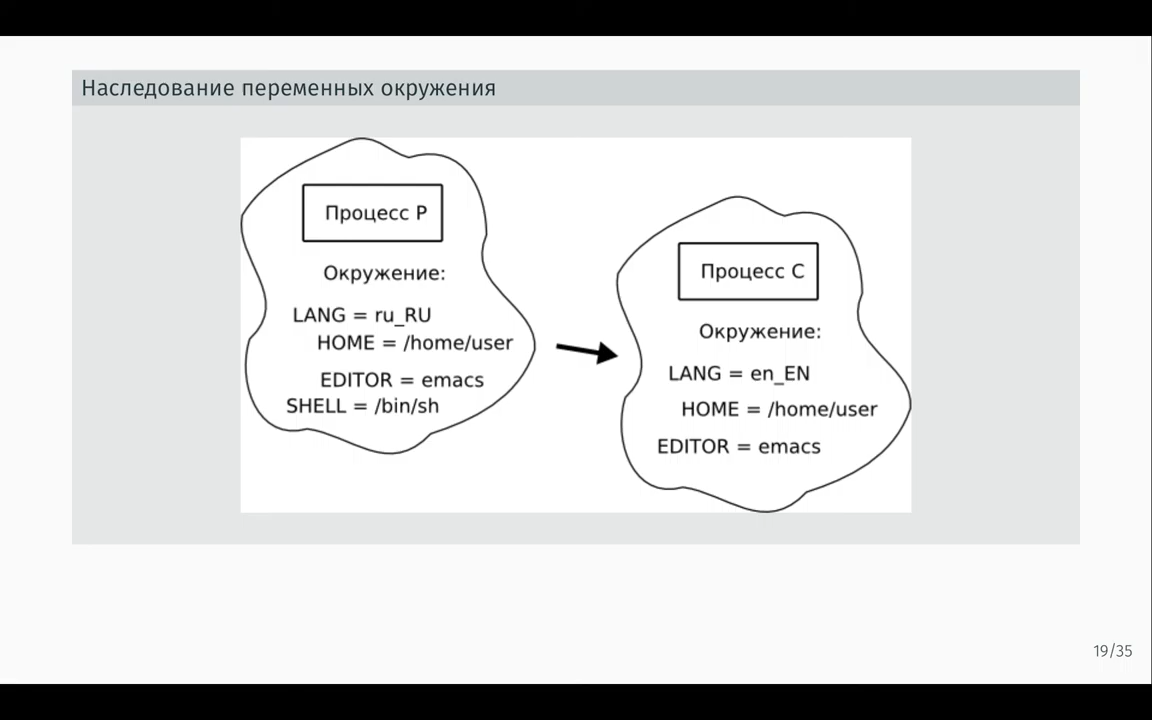 Наследование переменных окружения
Процесс P
Окружение:
LANG = ru_RU
HOME = /home/user
EDITOR = emacs
SHELL = /bin/sh
Процесс C
Окружение:
LANG = en_EN
HOME = /home/user
EDITOR = emacs
19/35